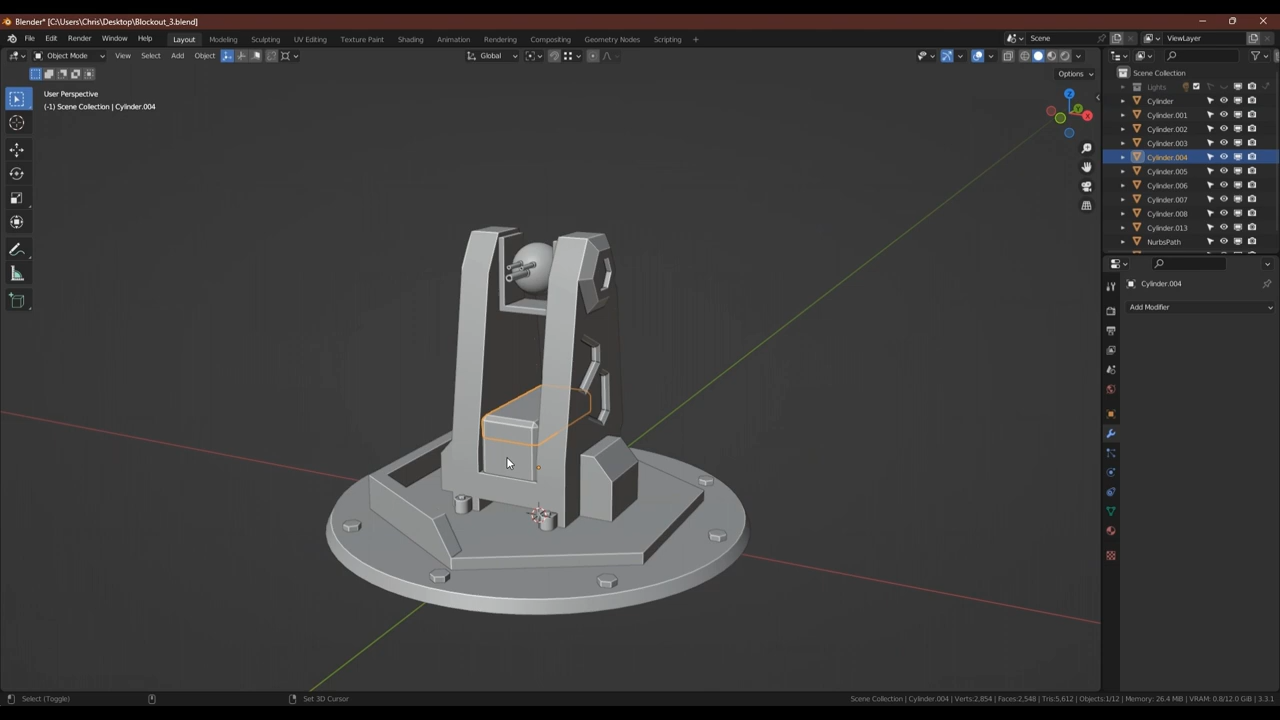 Blender* [C:\Users\Chris\Desktop\Blockout_3.blend]
File Edit Render Window Help Layout Modeling Sculpting UV Editing Texture Paint Shading Animation Rendering Compositing Geometry Nodes Scripting + Scene ViewLayer
Object Mode View Select Add Object Global
Options
User Perspective
(-1) Scene Collection | Cylinder.004
Z
Y
X
Scene Collection
Lights
Cylinder
Cylinder.001
Cylinder.002
Cylinder.003
Cylinder.004
Cylinder.005
Cylinder.006
Cylinder.007
Cylinder.008
Cylinder.013
NurbsPath
Cylinder.004
Add Modifier
Select (Toggle) Set 3D Cursor Scene Collection | Cylinder.004 | Verts:2,854 | Faces:2,548 | Tris:5,612 | Objects:1/12 | Memory: 26.4 MiB | VRAM: 0.8/12.0 GiB | 3.3.1